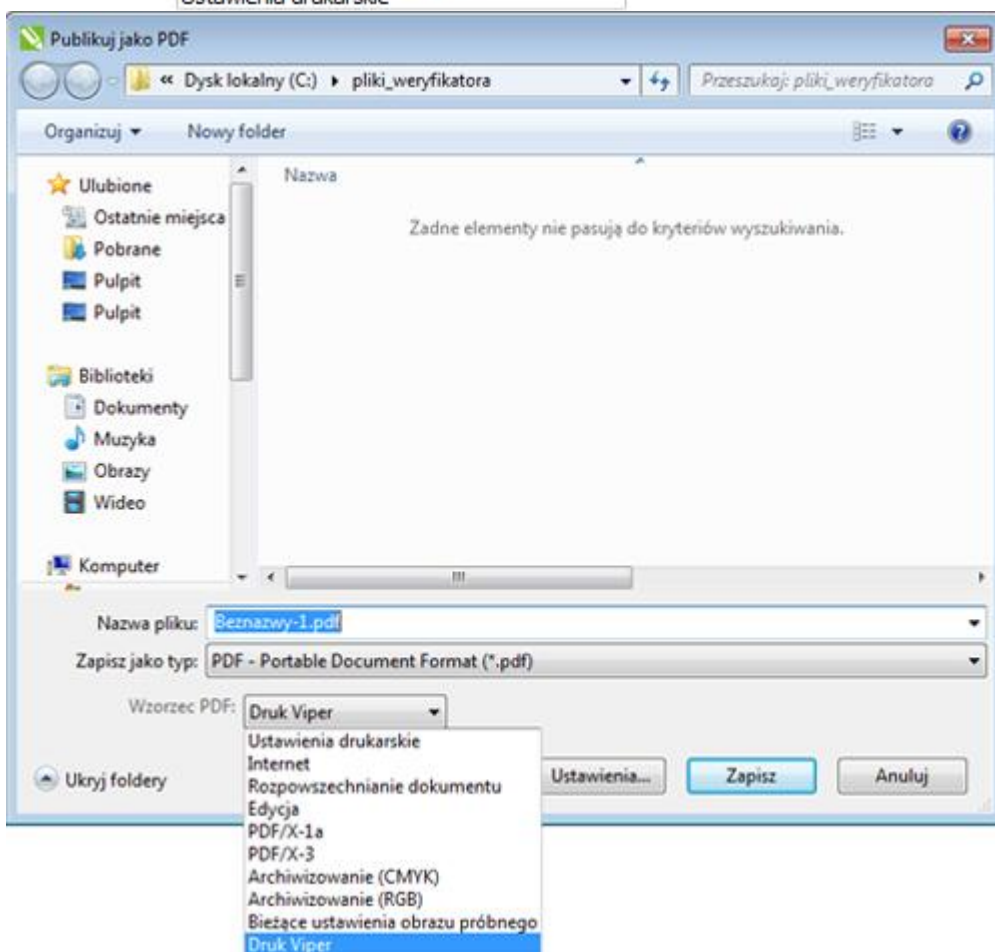 Ustawienia drukarskie
Publikuj jako PDF
« Dysk lokalny (C:) ▸ pliki_weryfikatora
Przeszukaj: pliki_weryfikatora
Organizuj Nowy folder
Nazwa
Żadne elementy nie pasują do kryteriów wyszukiwania.
Ulubione
Ostatnie miejsca
Pobrane
Pulpit
Pulpit
Biblioteki
Dokumenty
Muzyka
Obrazy
Wideo
Komputer
Nazwa pliku: Beznazwy-1.pdf
Zapisz jako typ: PDF - Portable Document Format (*.pdf)
Wzorzec PDF: Druk Viper
Ustawienia drukarskie
Internet
Rozpowszechnianie dokumentu
Edycja
PDF/X-1a
PDF/X-3
Archiwizowanie (CMYK)
Archiwizowanie (RGB)
Bieżące ustawienia obrazu próbnego
Druk Viper
Ukryj foldery
Ustawienia... Zapisz Anuluj